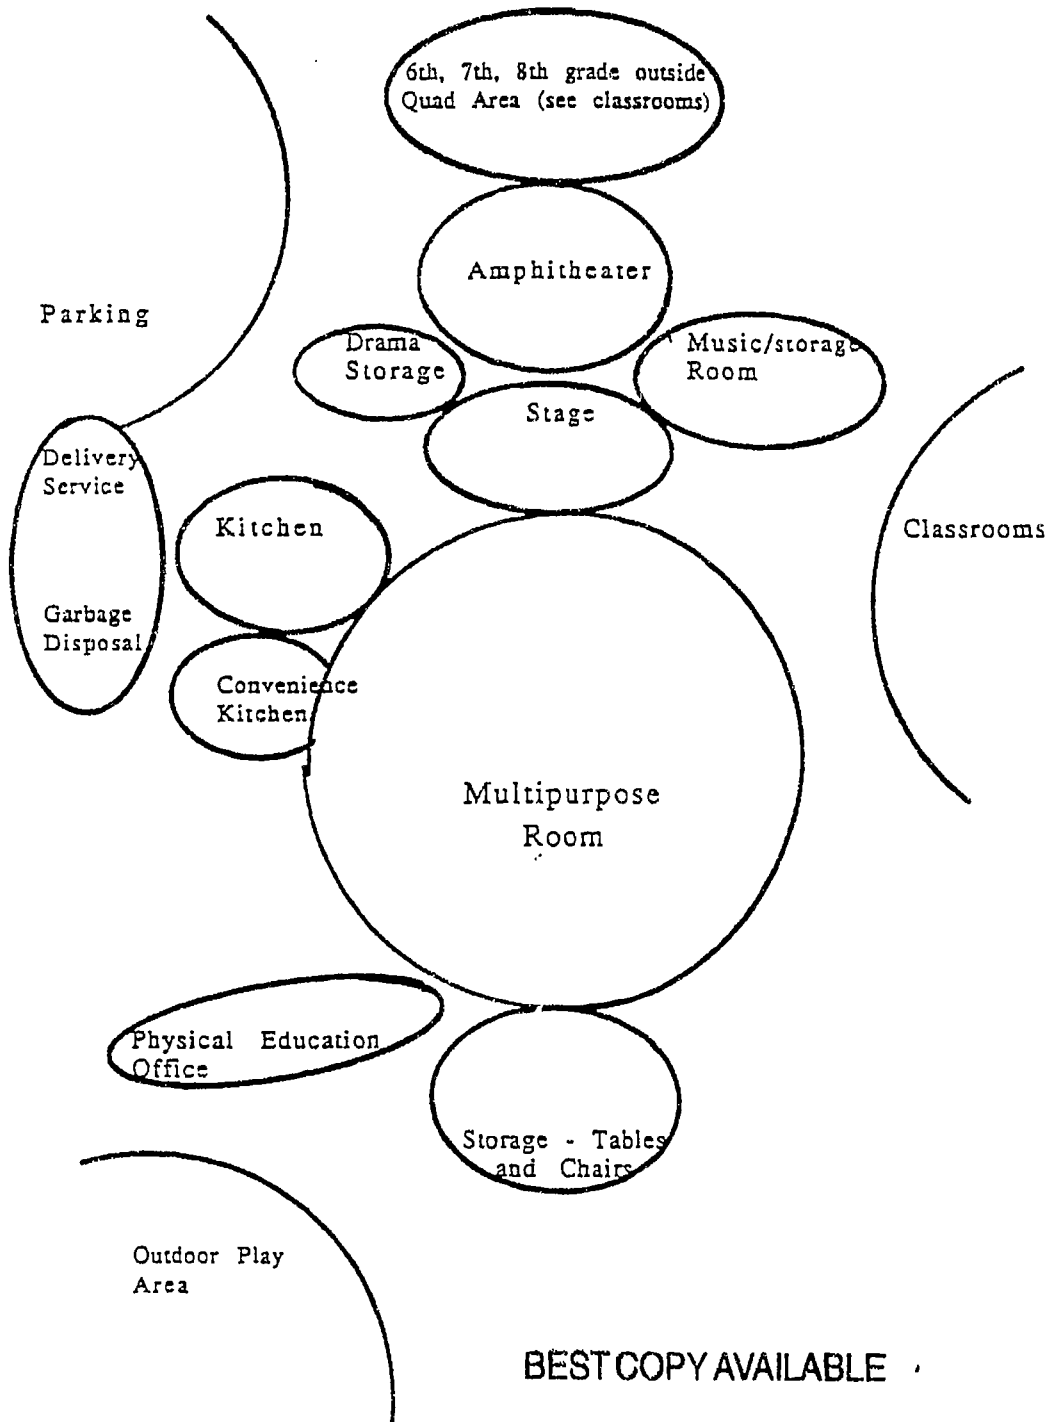 6th, 7th, 8th grade outside
Quad Area (see classrooms)
Amphitheater
Parking
Drama
Storage
Music/storage
Room
Stage
Delivery
Service
Kitchen
Classrooms
Garbage
Disposal
Convenience
Kitchen
Multipurpose
Room
Physical Education
Office
Storage - Tables
and Chairs
Outdoor Play
Area
BEST COPY AVAILABLE